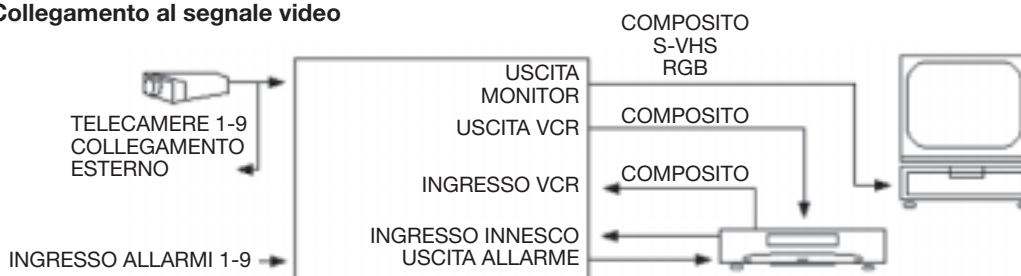 Collegamento al segnale video
COMPOSITO
S-VHS
RGB
USCITA
MONITOR
TELECAMERE 1-9
COLLEGAMENTO
ESTERNO
USCITA VCR
COMPOSITO
INGRESSO VCR
COMPOSITO
INGRESSO INNESCO
USCITA ALLARME
INGRESSO ALLARMI 1-9